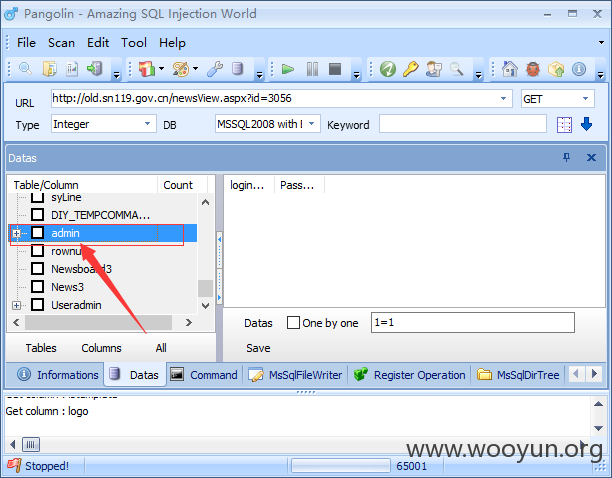 Pangolin - Amazing SQL Injection World
File Scan Edit Tool Help
URL http://old.sn119.gov.cn/newsView.aspx?id=3056 GET
Type Integer DB MSSQL2008 with Keyword
Datas
Table/Column Count login... Pass...
syLine
DIY_TEMPCOMMA...
admin
Newsboard3
News3
Useradmin
Datas One by one 1=1
Tables Columns All Save
Informations Datas Command MsSqlFileWriter Register Operation MsSqlDirTree
Get column : logo
www.wooyun.org
Stopped! 65001